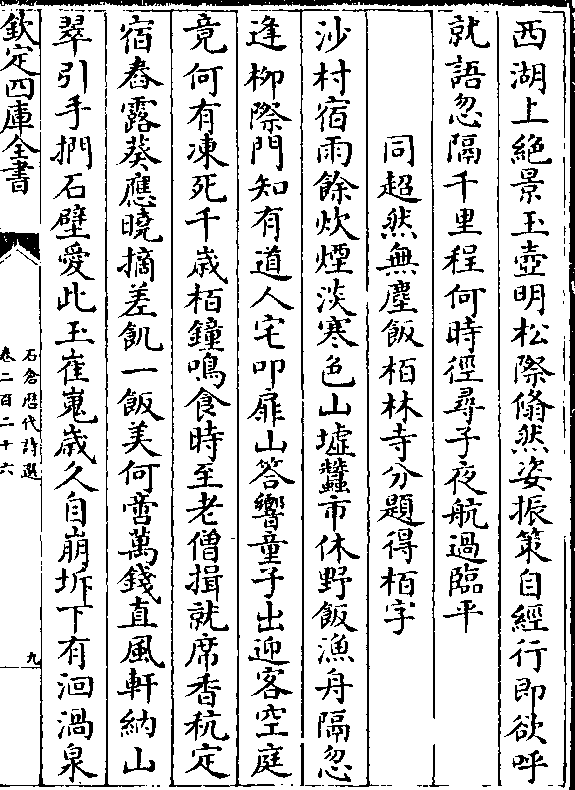 西湖上絶景玉壺明松際翛然姿振策自經行即欲呼
就語忽隔千里程何時徑尋子夜航過臨平
同超然無塵飯栢林寺分題得栢字
沙村宿雨餘炊煙淡寒色山墟蠶市休野飯漁舟隔忽
逢栁際門知有道人宅叩扉山答響童子出迎客空庭
竟何有凍死千歳栢鐘鳴食時至老僧揖就席香秔定
宿舂露葵應曉摘差飢一飯美何啻萬錢直風軒納山
翠引手捫石壁愛此玉崔嵬歳久自崩坼下有洄渦泉
欽定四庫全書
石倉歴代詩選
卷二百二十六
九